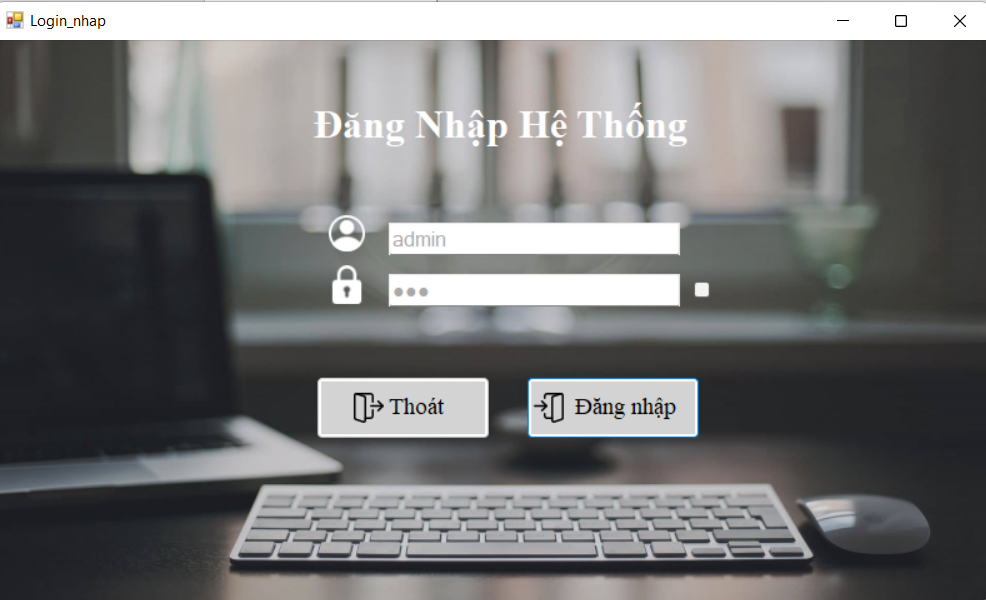 Login_nhap
Đăng Nhập Hệ Thống
admin
●●●
Thoát
Đăng nhập